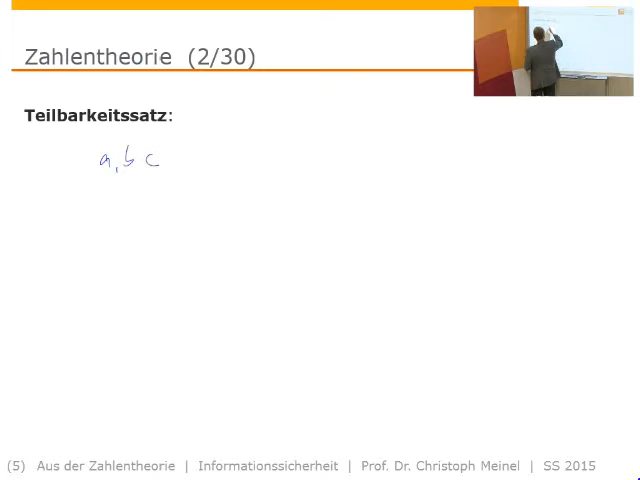 Zahlentheorie (2/30)
Teilbarkeitssatz:
a, b c
(5) Aus der Zahlentheorie | Informationssicherheit | Prof. Dr. Christoph Meinel | SS 2015